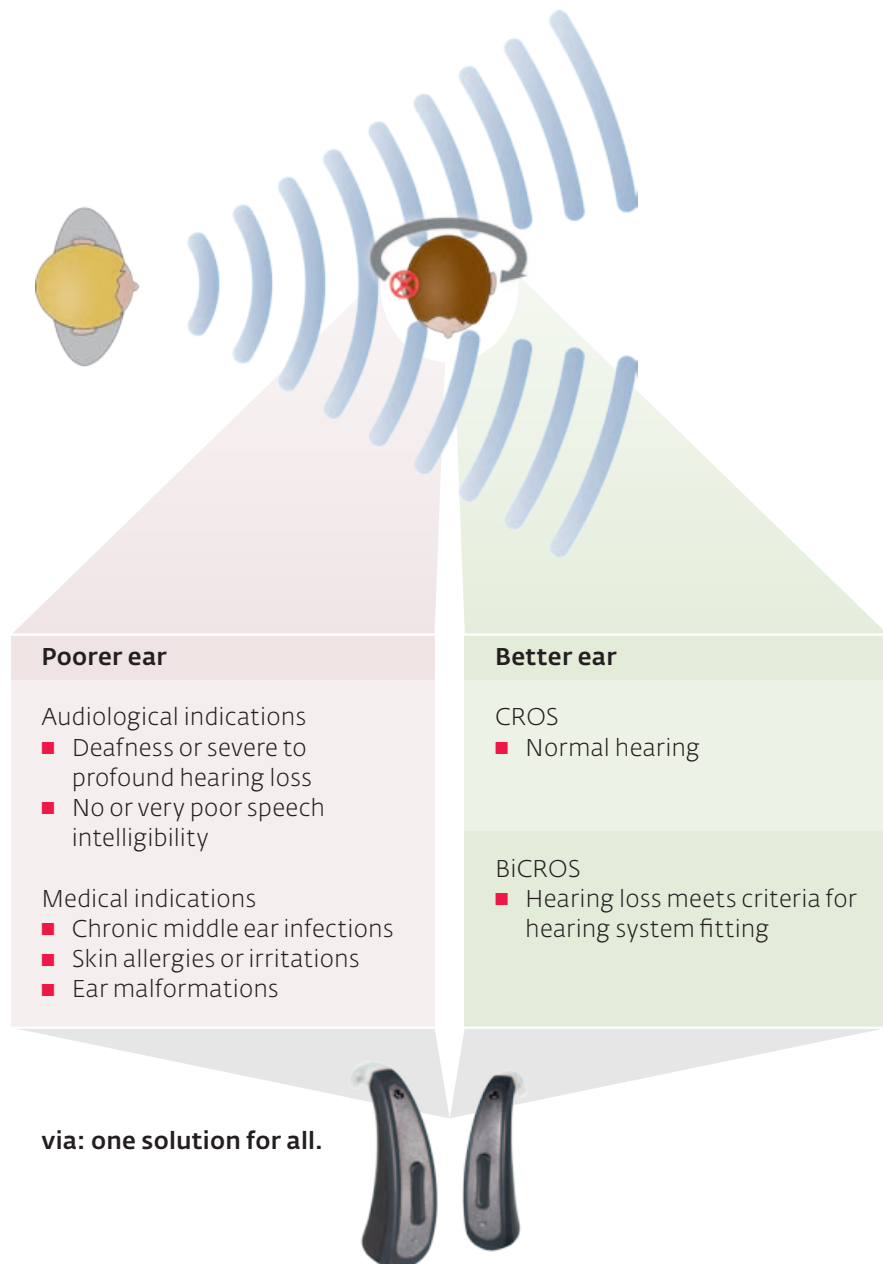 Poorer ear
Audiological indications
■ Deafness or severe to
profound hearing loss
■ No or very poor speech
intelligibility
Medical indications
■ Chronic middle ear infections
■ Skin allergies or irritations
■ Ear malformations
Better ear
CROS
■ Normal hearing
BiCROS
■ Hearing loss meets criteria for
hearing system fitting
via: one solution for all.